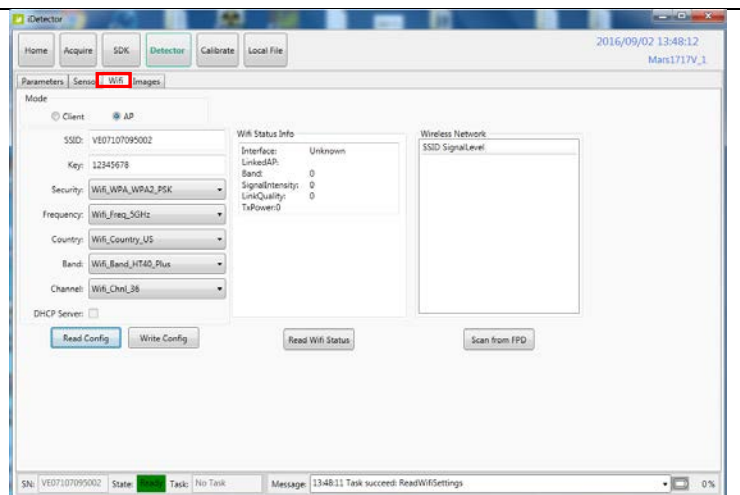 iDetector
Home Acquire SDK Detector Calibrate Local File
2016/09/02 13:48:12
Mars1717V_1
Parameters Senso Wifi Images
Mode
Client AP
SSID: VE07107095002
Key: 12345678
Security: Wifi_WPA_WPA2_PSK
Frequency: Wifi_Freq_5GHz
Country: Wifi_Country_US
Band: Wifi_Band_HT40_Plus
Channel: Wifi_Chnl_36
DHCP Server:
Read Config Write Config
Wifi Status Info
Interface: Unknown
LinkedAP:
Band: 0
SignalIntensity: 0
LinkQuality: 0
TxPower:0
Read Wifi Status
Wireless Network
SSID SignalLevel
Scan from FPD
SN: VE07107095002 State: Ready Task: No Task Message: 13:48:11 Task succeed: ReadWifiSettings 0%